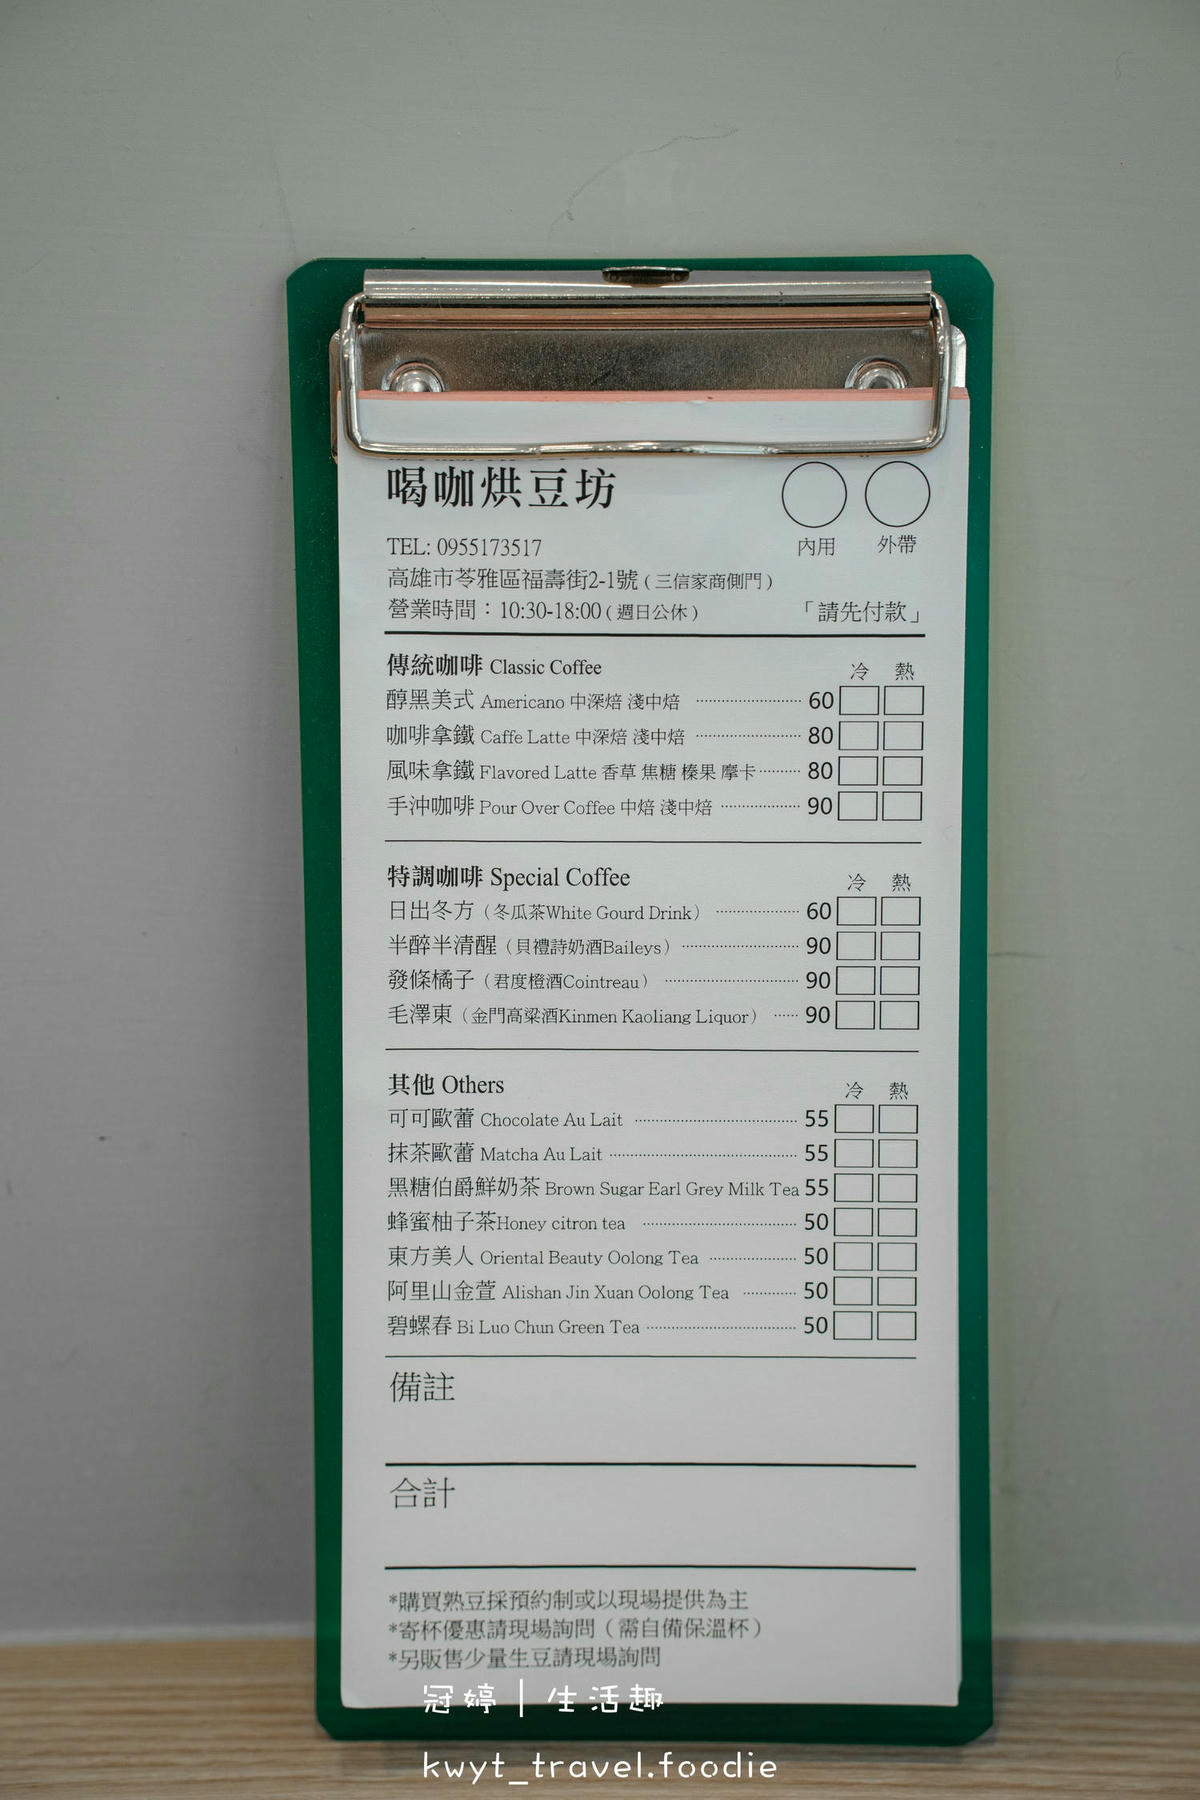 喝咖烘豆坊
內用 外帶
TEL: 0955173517
高雄市苓雅區福壽街2-1號(三信家商側門)
營業時間：10:30-18:00(週日公休) 「請先付款」
傳統咖啡 Classic Coffee 冷 熱
醇黑美式 Americano 中深焙 淺中焙 60
咖啡拿鐵 Caffe Latte 中深焙 淺中焙 80
風味拿鐵 Flavored Latte 香草 焦糖 榛果 摩卡 80
手沖咖啡 Pour Over Coffee 中焙 淺中焙 90
特調咖啡 Special Coffee 冷 熱
日出冬方（冬瓜茶White Gourd Drink） 60
半醉半清醒（貝禮詩奶酒Baileys） 90
發條橘子（君度橙酒Cointreau） 90
毛澤東（金門高粱酒Kinmen Kaoliang Liquor） 90
其他 Others 冷 熱
可可歐蕾 Chocolate Au Lait 55
抹茶歐蕾 Matcha Au Lait 55
黑糖伯爵鮮奶茶 Brown Sugar Earl Grey Milk Tea 55
蜂蜜柚子茶Honey citron tea 50
東方美人 Oriental Beauty Oolong Tea 50
阿里山金萱 Alishan Jin Xuan Oolong Tea 50
碧螺春 Bi Luo Chun Green Tea 50
備註
合計
*購買熟豆採預約制或以現場提供為主
*寄杯優惠請現場詢問（需自備保溫杯）
*另販售少量生豆請現場詢問
冠婷｜生活趣
kwyt_travel.foodie